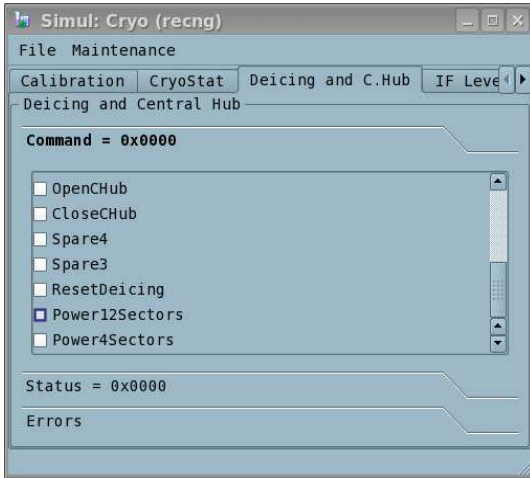 Simul: Cryo (recng)
File Maintenance
Calibration CryoStat Deicing and C.Hub IF Leve
Deicing and Central Hub
Command = 0x0000
OpenCHub
CloseCHub
Spare4
Spare3
ResetDeicing
Power12Sectors
Power4Sectors
Status = 0x0000
Errors